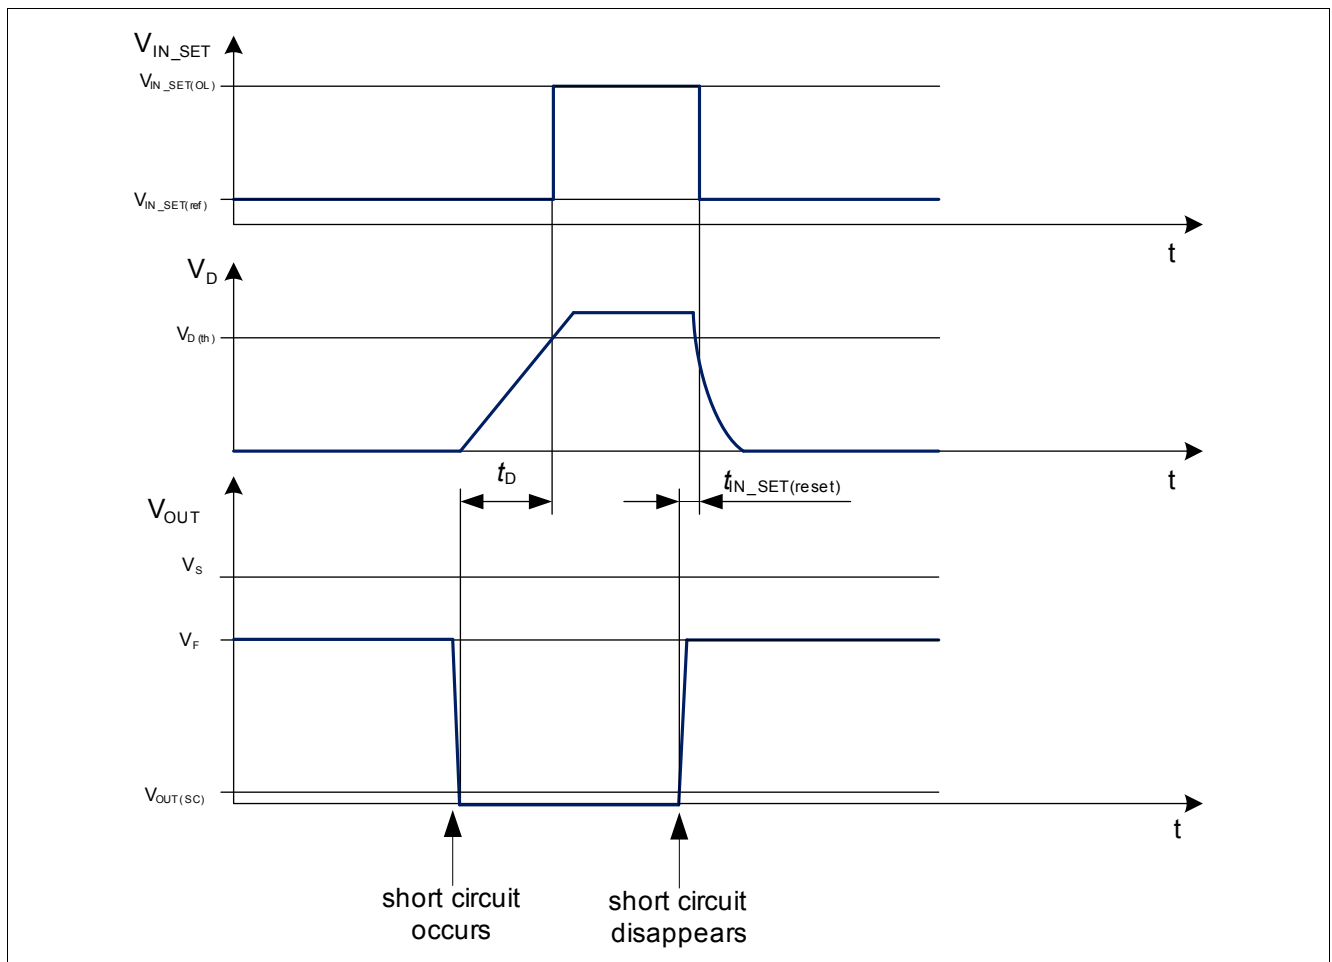 V_IN_SET
V_IN_SET(OL)
V_IN_SET(ref)
t
V_D
V_D(th)
t
t_D
t_IN_SET(reset)
V_OUT
V_S
V_F
V_OUT(SC)
t
short circuit
occurs
short circuit
disappears